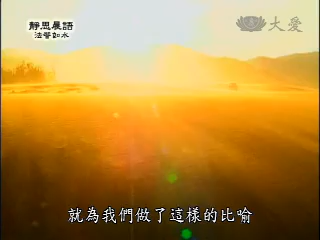 靜思晨語
法譬如水
大愛
就為我們做了這樣的比喻